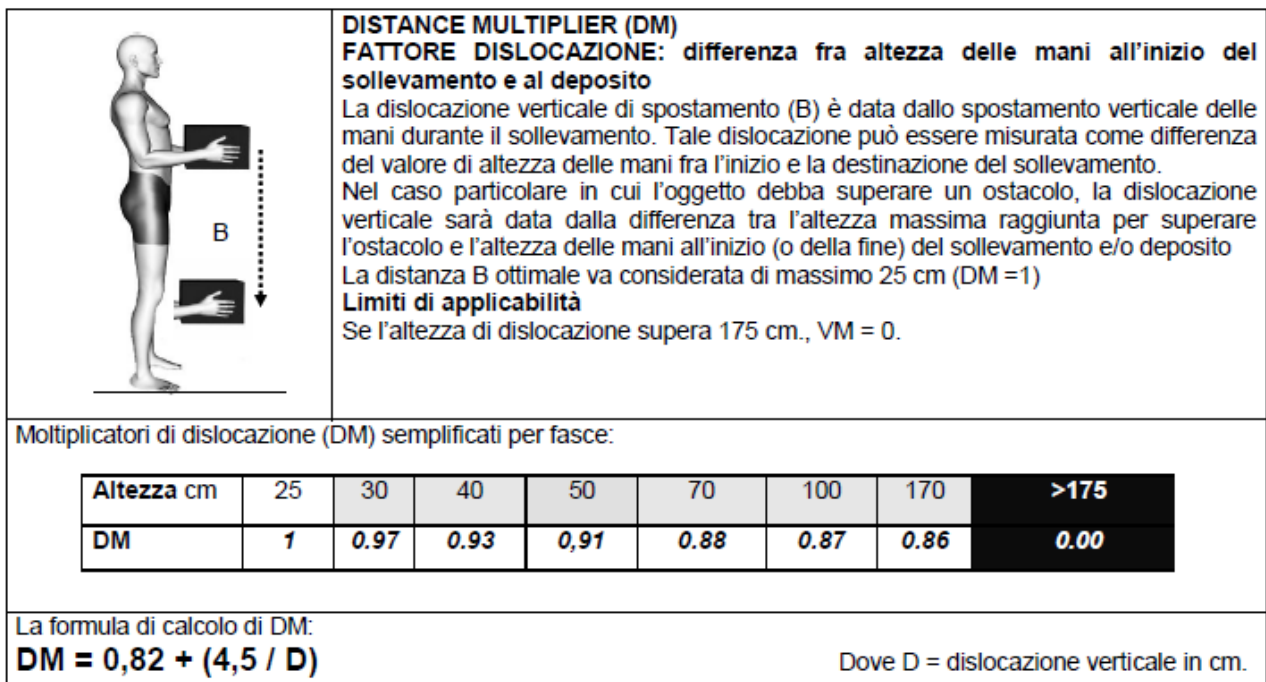 DISTANCE MULTIPLIER (DM)
FATTORE DISLOCAZIONE: differenza fra altezza delle mani all'inizio del
sollevamento e al deposito
La dislocazione verticale di spostamento (B) è data dallo spostamento verticale delle
mani durante il sollevamento. Tale dislocazione può essere misurata come differenza
del valore di altezza delle mani fra l'inizio e la destinazione del sollevamento.
Nel caso particolare in cui l'oggetto debba superare un ostacolo, la dislocazione
verticale sarà data dalla differenza tra l'altezza massima raggiunta per superare
l'ostacolo e l'altezza delle mani all'inizio (o della fine) del sollevamento e/o deposito
La distanza B ottimale va considerata di massimo 25 cm (DM =1)
Limiti di applicabilità
Se l'altezza di dislocazione supera 175 cm., VM = 0.
B
Moltiplicatori di dislocazione (DM) semplificati per fasce:
Altezza cm 25 30 40 50 70 100 170 >175
DM 1 0.97 0.93 0,91 0.88 0.87 0.86 0.00
La formula di calcolo di DM:
DM = 0,82 + (4,5 / D) Dove D = dislocazione verticale in cm.